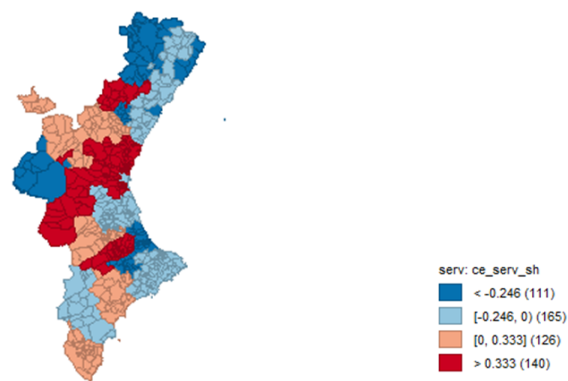 serv: ce_serv_sh
< -0.246 (111)
[-0.246, 0) (165)
[0, 0.333] (126)
> 0.333 (140)